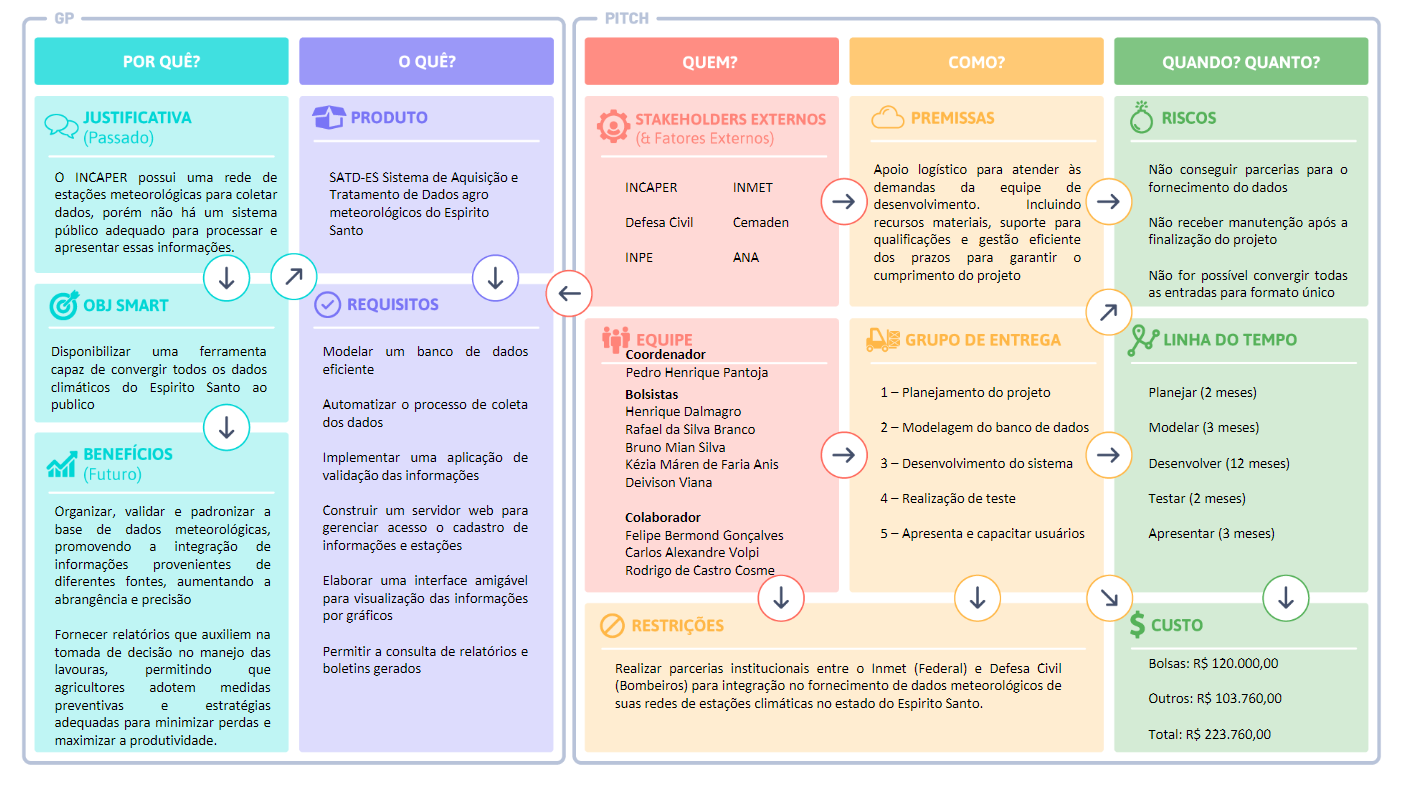 GP
PITCH
POR QUÊ?
O QUÊ?
QUEM?
COMO?
QUANDO? QUANTO?
JUSTIFICATIVA
(Passado)
O INCAPER possui uma rede de
estações meteorológicas para coletar
dados, porém não há um sistema
público adequado para processar e
apresentar essas informações.
OBJ SMART
Disponibilizar uma ferramenta
capaz de convergir todos os dados
climáticos do Espirito Santo ao
publico
BENEFÍCIOS
(Futuro)
Organizar, validar e padronizar a
base de dados meteorológicas,
promovendo a integração de
informações provenientes de
diferentes fontes, aumentando a
abrangência e precisão
Fornecer relatórios que auxiliem na
tomada de decisão no manejo das
lavouras, permitindo que
agricultores adotem medidas
preventivas e estratégias
adequadas para minimizar perdas e
maximizar a produtividade.
PRODUTO
SATD-ES Sistema de Aquisição e
Tratamento de Dados agro
meteorológicos do Espirito
Santo
REQUISITOS
Modelar um banco de dados
eficiente
Automatizar o processo de coleta
dos dados
Implementar uma aplicação de
validação das informações
Construir um servidor web para
gerenciar acesso o cadastro de
informações e estações
Elaborar uma interface amigável
para visualização das informações
por gráficos
Permitir a consulta de relatórios e
boletins gerados
STAKEHOLDERS EXTERNOS
(& Fatores Externos)
INCAPER INMET
Defesa Civil Cemaden
INPE ANA
EQUIPE
Coordenador
Pedro Henrique Pantoja
Bolsistas
Henrique Dalmagro
Rafael da Silva Branco
Bruno Mian Silva
Kézia Máren de Faria Anis
Deivison Viana
Colaborador
Felipe Bermond Gonçalves
Carlos Alexandre Volpi
Rodrigo de Castro Cosme
PREMISSAS
Apoio logístico para atender às
demandas da equipe de
desenvolvimento. Incluindo
recursos materiais, suporte para
qualificações e gestão eficiente
dos prazos para garantir o
cumprimento do projeto
GRUPO DE ENTREGA
1 – Planejamento do projeto
2 – Modelagem do banco de dados
3 – Desenvolvimento do sistema
4 – Realização de teste
5 – Apresenta e capacitar usuários
RESTRIÇÕES
Realizar parcerias institucionais entre o Inmet (Federal) e Defesa Civil
(Bombeiros) para integração no fornecimento de dados meteorológicos de
suas redes de estações climáticas no estado do Espirito Santo.
RISCOS
Não conseguir parcerias para o
fornecimento do dados
Não receber manutenção após a
finalização do projeto
Não for possível convergir todas
as entradas para formato único
LINHA DO TEMPO
Planejar (2 meses)
Modelar (3 meses)
Desenvolver (12 meses)
Testar (2 meses)
Apresentar (3 meses)
CUSTO
Bolsas: R$ 120.000,00
Outros: R$ 103.760,00
Total: R$ 223.760,00